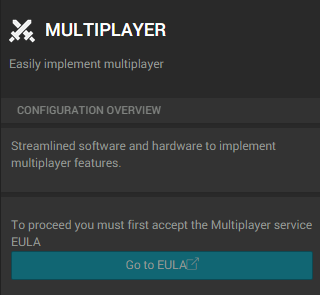 MULTIPLAYER
Easily implement multiplayer
CONFIGURATION OVERVIEW
Streamlined software and hardware to implement
multiplayer features.
To proceed you must first accept the Multiplayer service
EULA
Go to EULA